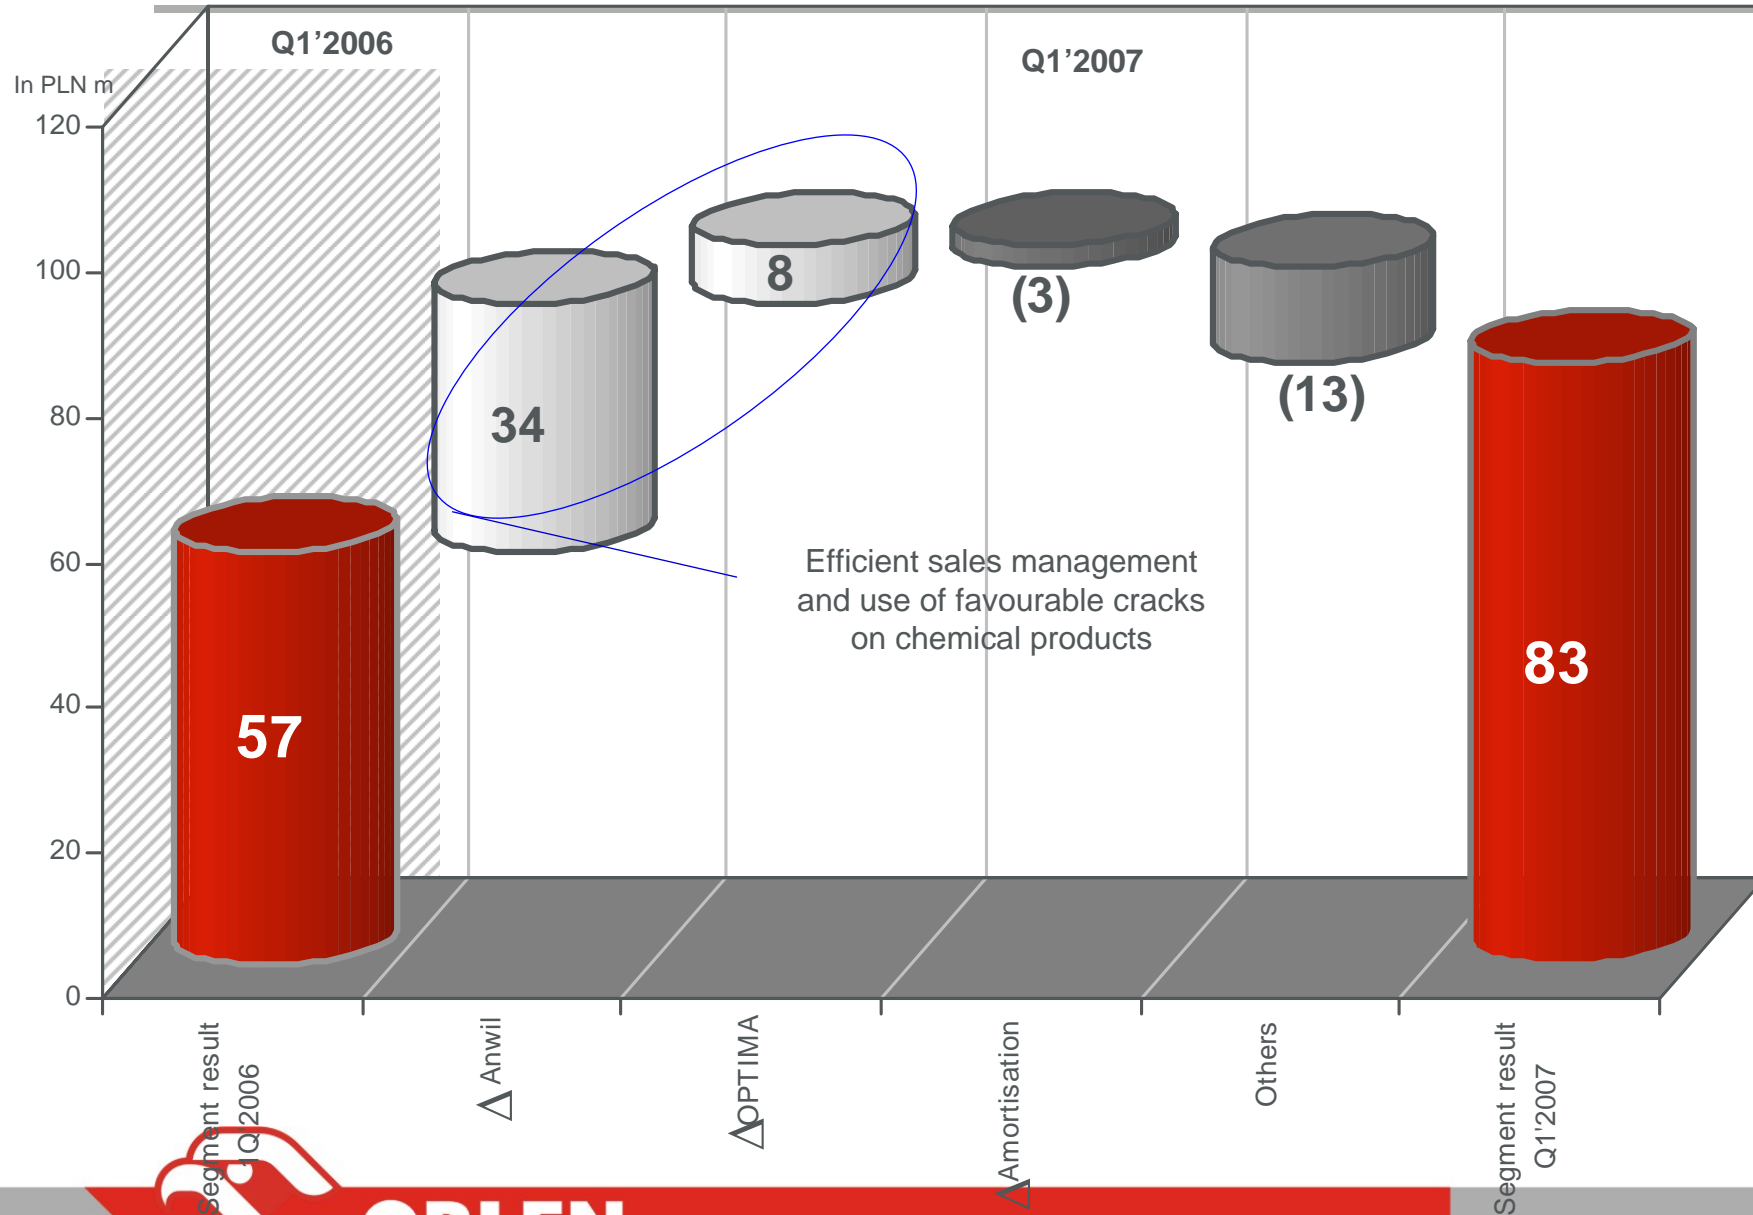 Q1’2006
Q1’2007
In PLN m
120
100
80
60
40
20
0
57
34
8
(3)
(13)
83
Efficient sales management
and use of favourable cracks
on chemical products
Segment result
1Q'2006
△ Anwil
△OPTIMA
△Amortisation
Others
Segment result
Q1'2007
ORLEN